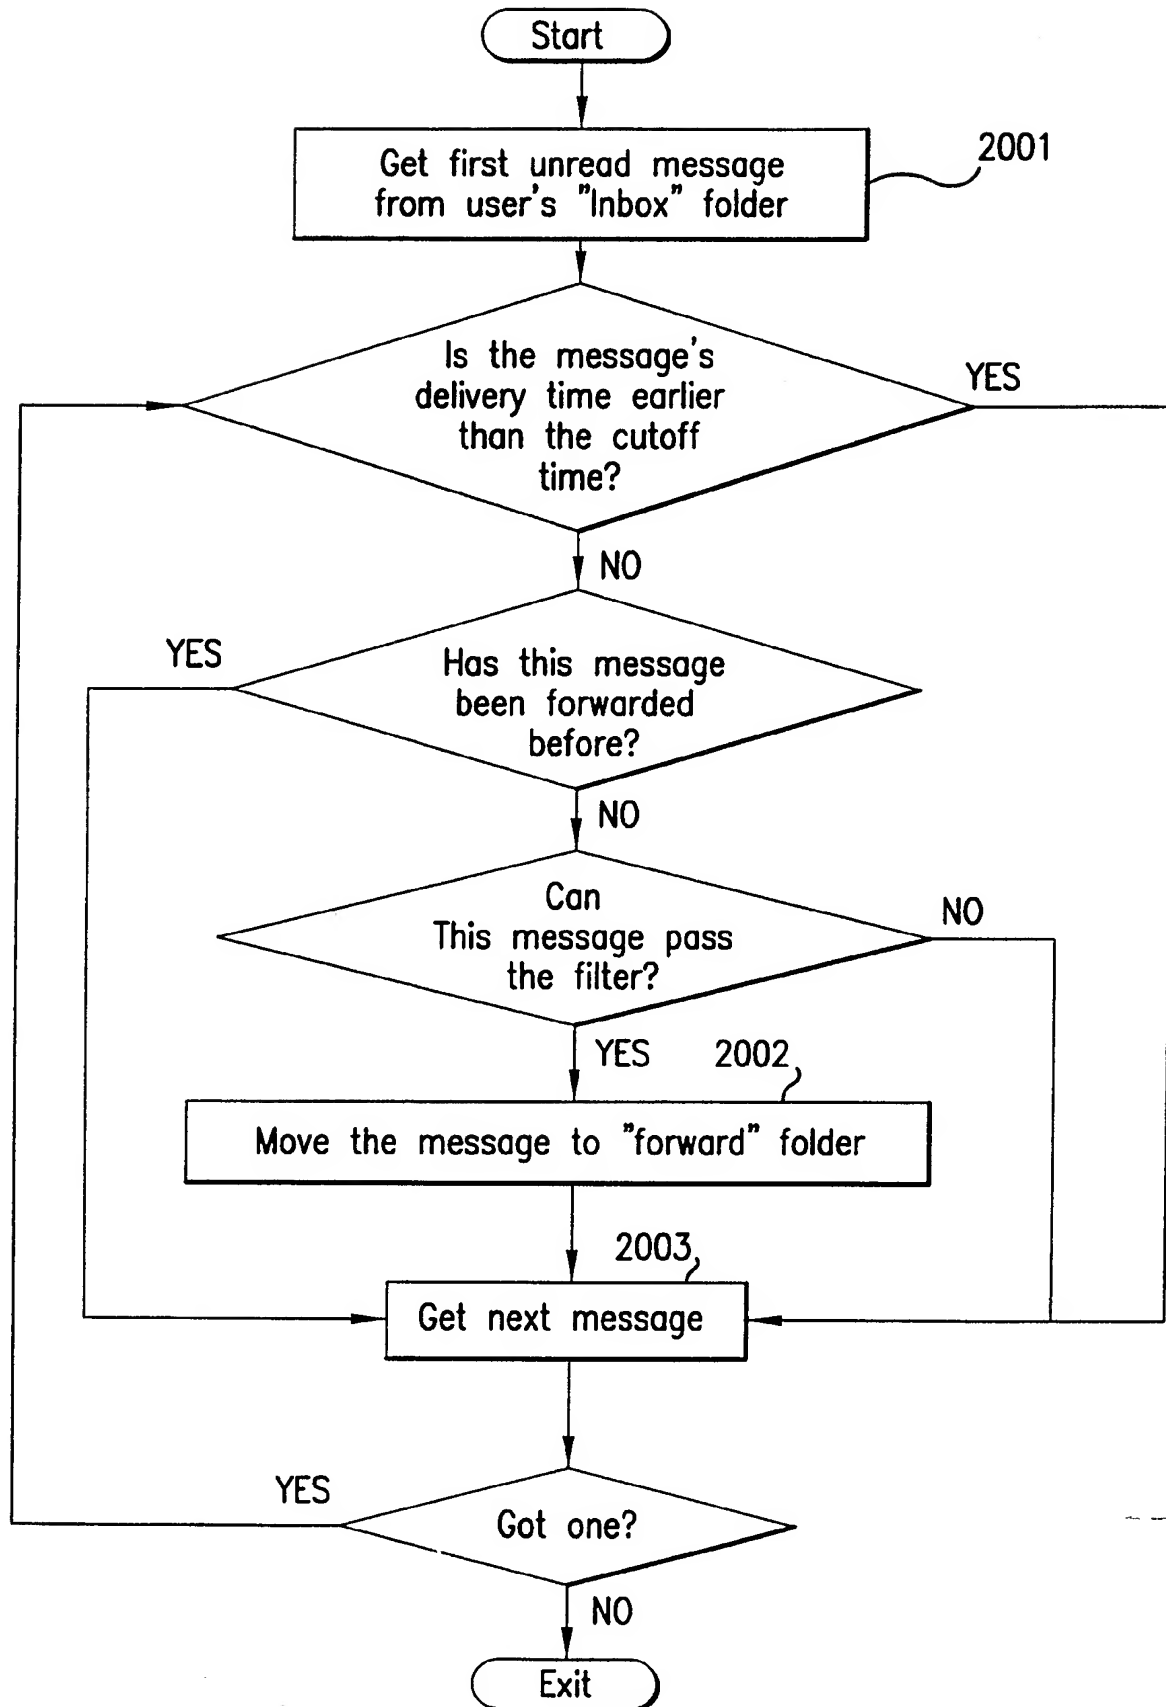 Start
Get first unread message
from user's "Inbox" folder
2001
Is the message's
delivery time earlier
than the cutoff
time?
YES
NO
Has this message
been forwarded
before?
YES
NO
Can
This message pass
the filter?
NO
YES
2002
Move the message to "forward" folder
2003
Get next message
Got one?
YES
NO
Exit